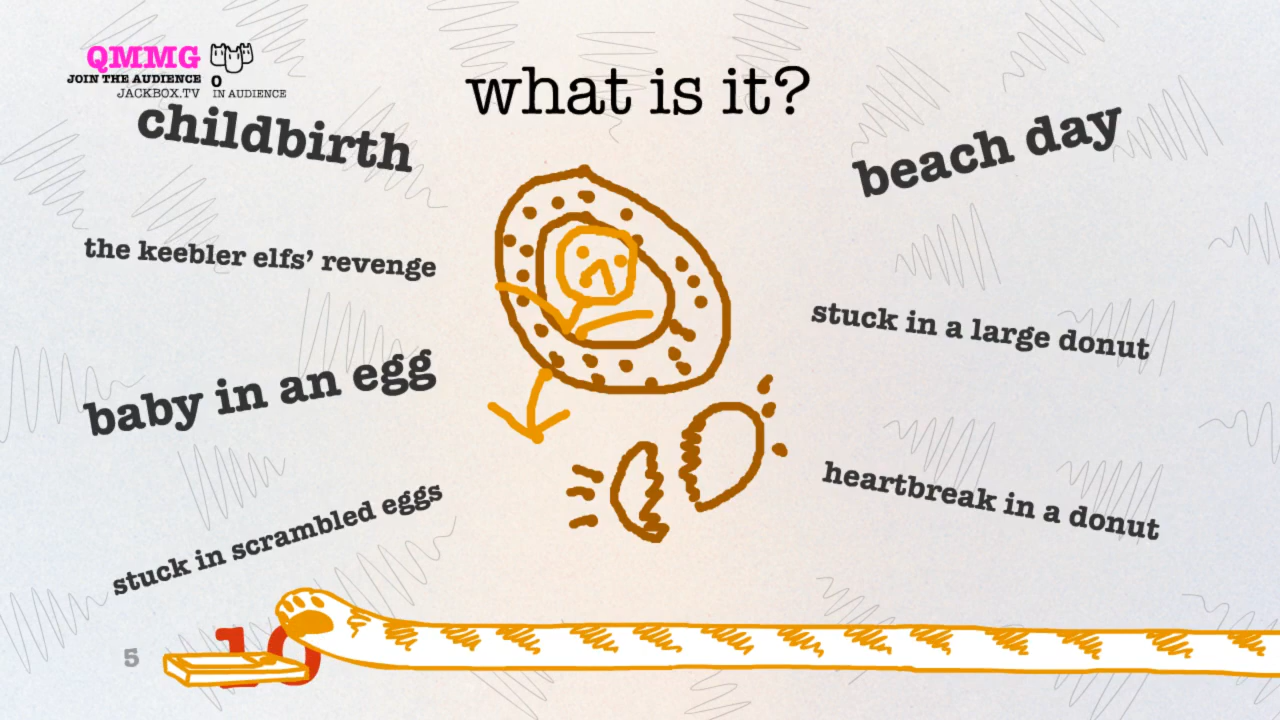 QMMG
JOIN THE AUDIENCE
JACKBOX.TV
0
IN AUDIENCE
what is it?
childbirth
beach day
the keebler elfs' revenge
stuck in a large donut
baby in an egg
heartbreak in a donut
stuck in scrambled eggs
5